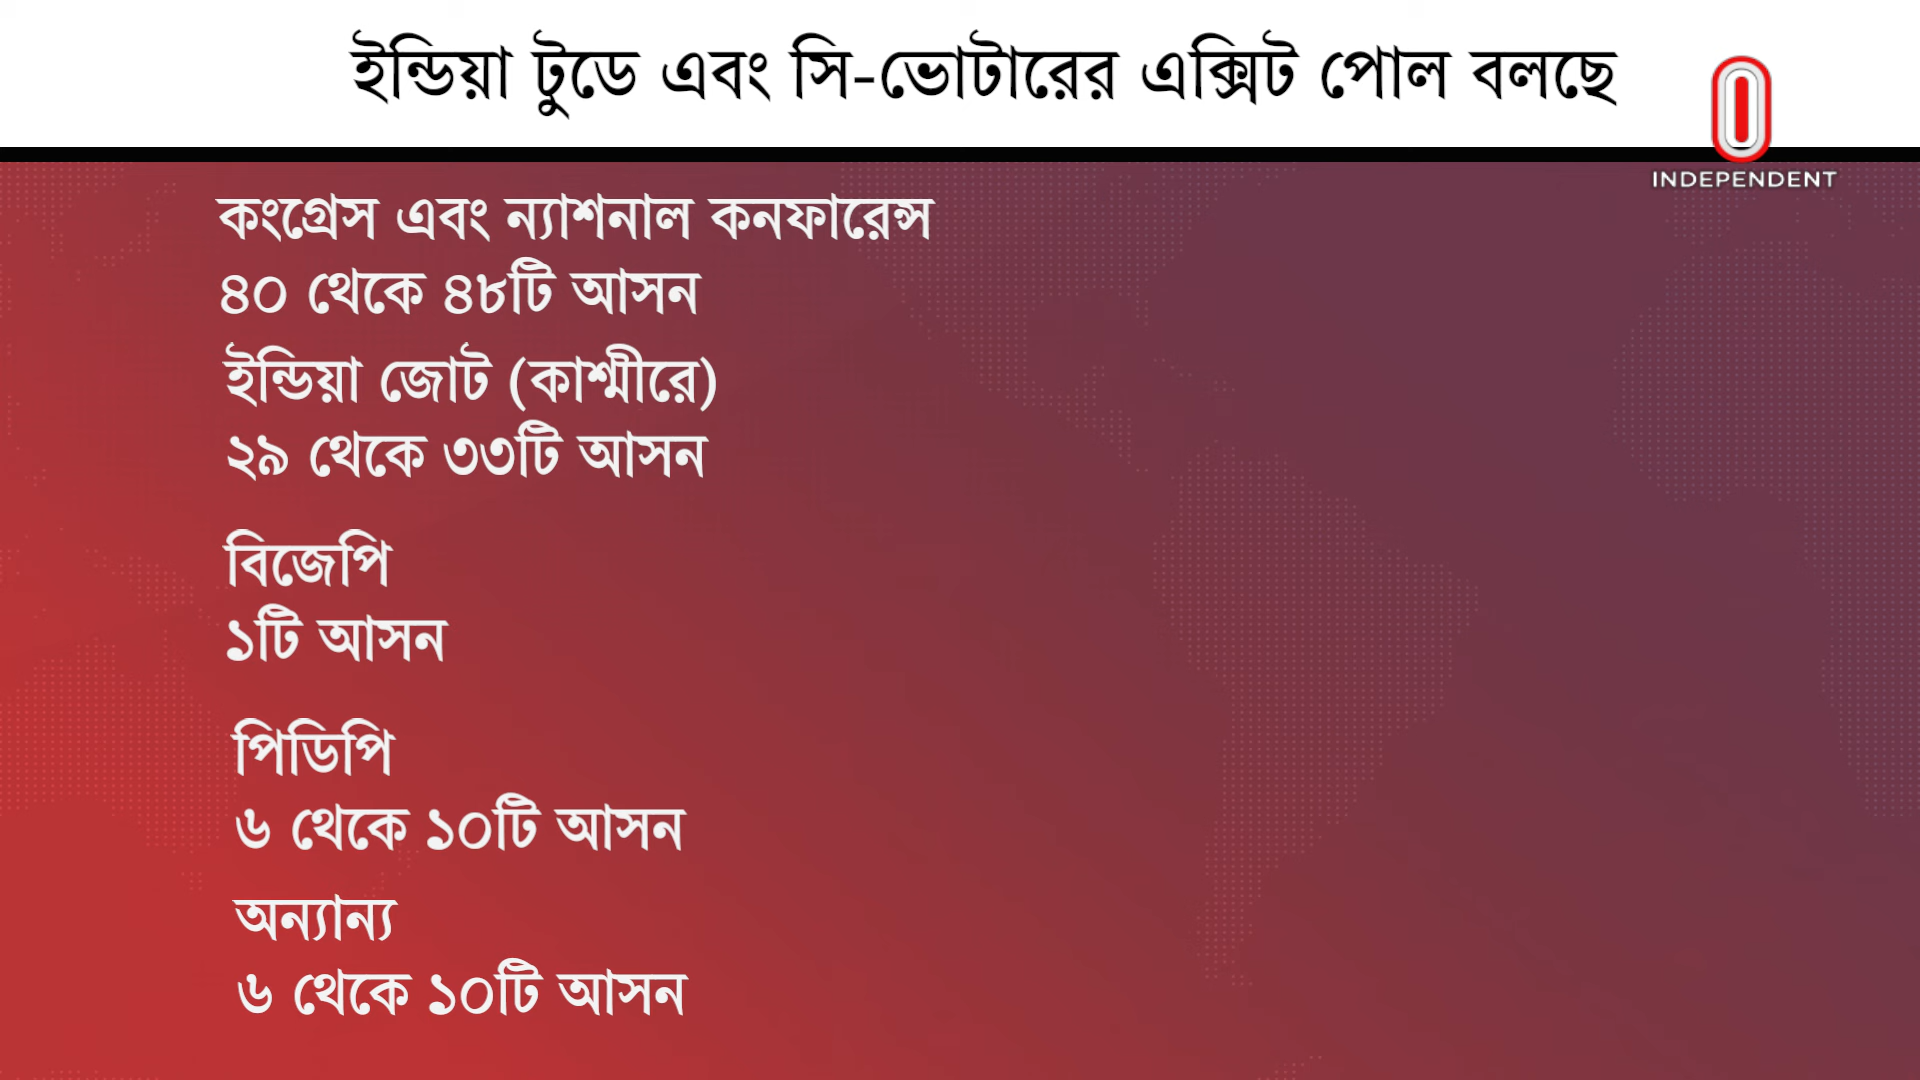 ইন্ডিয়া টুডে এবং সি-ভোটারের এক্সিট পোল বলছে
INDEPENDENT
কংগ্রেস এবং ন্যাশনাল কনফারেন্স
৪০ থেকে ৪৮টি আসন
ইন্ডিয়া জোট (কাশ্মীরে)
২৯ থেকে ৩৩টি আসন
বিজেপি
১টি আসন
পিডিপি
৬ থেকে ১০টি আসন
অন্যান্য
৬ থেকে ১০টি আসন